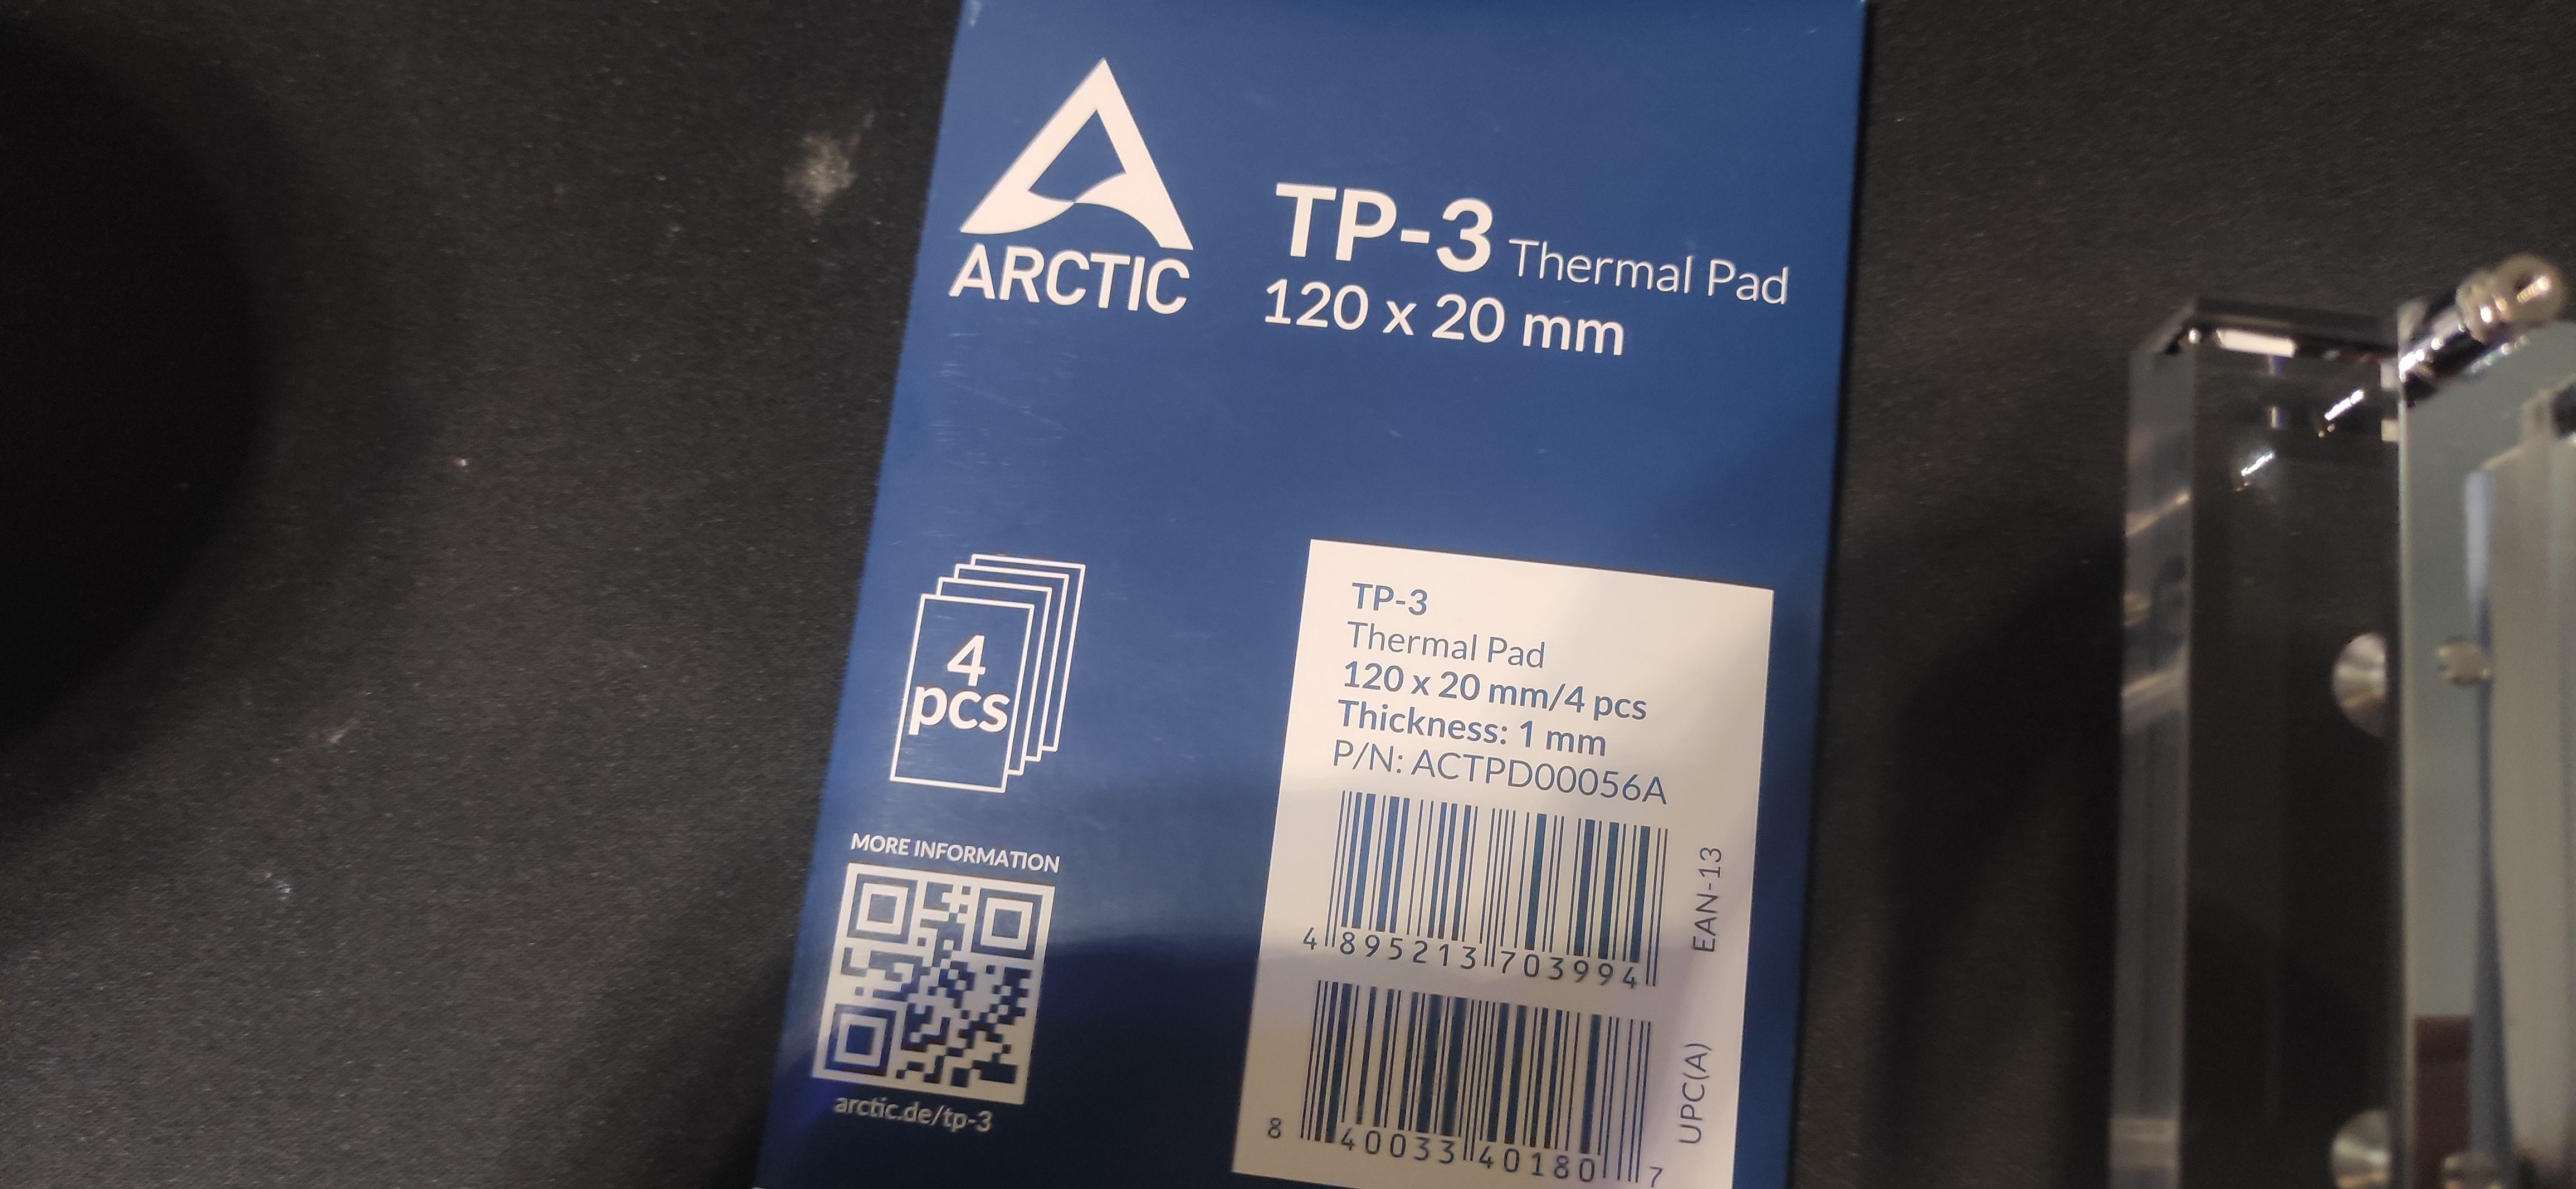 ARCTIC
TP-3 Thermal Pad
120 x 20 mm
4
pcs
MORE INFORMATION
arctic.de/tp-3
TP-3
Thermal Pad
120 x 20 mm/4 pcs
Thickness: 1 mm
P/N: ACTPD00056A
4 895213 703994
EAN-13
8 40033 40180 7
UPC(A)